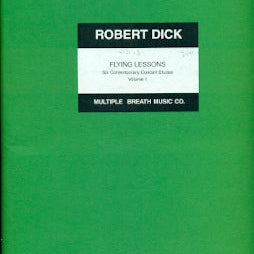 ROBERT DICK
FLYING LESSONS
Six Contemporary Concert Etudes
Volume I
MULTIPLE BREATH MUSIC CO.